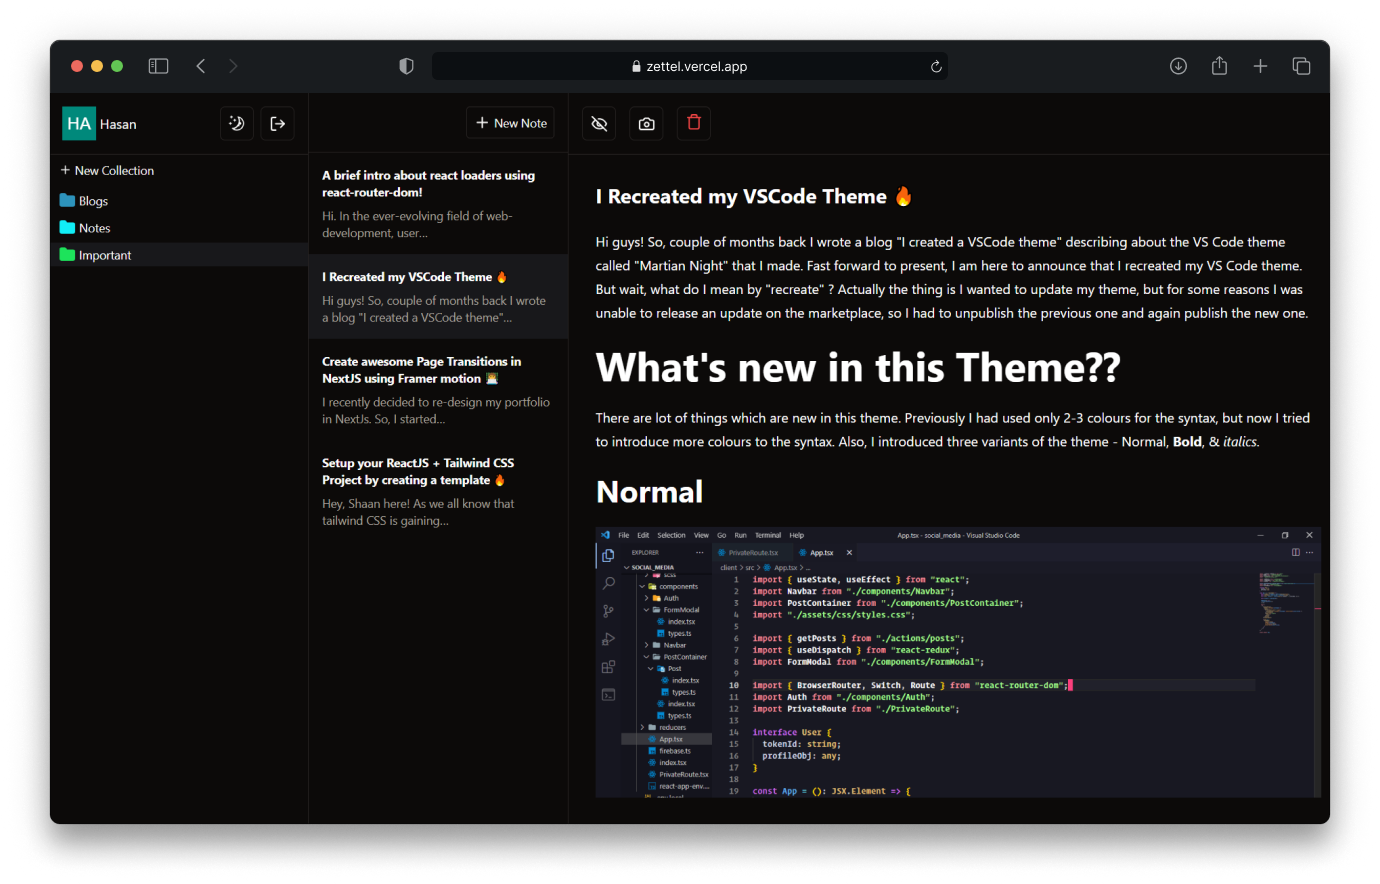 zettel.vercel.app
HA Hasan
+ New Collection
Blogs
Notes
Important
+ New Note
A brief intro about react loaders using
react-router-dom!
Hi. In the ever-evolving field of web-
development, user...
I Recreated my VSCode Theme 🔥
Hi guys! So, couple of months back I wrote
a blog "I created a VSCode theme"...
Create awesome Page Transitions in
NextJS using Framer motion 👨‍💻
I recently decided to re-design my portfolio
in NextJs. So, I started...
Setup your ReactJS + Tailwind CSS
Project by creating a template 🔥
Hey, Shaan here! As we all know that
tailwind CSS is gaining...
I Recreated my VSCode Theme 🔥
Hi guys! So, couple of months back I wrote a blog "I created a VSCode theme" describing about the VS Code theme
called "Martian Night" that I made. Fast forward to present, I am here to announce that I recreated my VS Code theme.
But wait, what do I mean by "recreate" ? Actually the thing is I wanted to update my theme, but for some reasons I was
unable to release an update on the marketplace, so I had to unpublish the previous one and again publish the new one.
What's new in this Theme??
There are lot of things which are new in this theme. Previously I had used only 2-3 colours for the syntax, but now I tried
to introduce more colours to the syntax. Also, I introduced three variants of the theme - Normal, Bold, & italics.
Normal
File Edit Selection View Go Run Terminal Help App.tsx - social_media - Visual Studio Code
EXPLORER ...
SOCIAL_MEDIA
scss
components
Auth
FormModal
index.tsx
types.ts
Navbar
PostContainer
Post
index.tsx
types.ts
index.tsx
types.ts
reducers
App.tsx
firebase.ts
index.tsx
PrivateRoute.tsx
react-app-env....
PrivateRoute.tsx App.tsx
client > src > App.tsx > ...
1 import { useState, useEffect } from "react";
2 import Navbar from "./components/Navbar";
3 import PostContainer from "./components/PostContainer";
4 import "./assets/css/styles.css";
5
6 import { getPosts } from "./actions/posts";
7 import { useDispatch } from "react-redux";
8 import FormModal from "./components/FormModal";
9
10 import { BrowserRouter, Switch, Route } from "react-router-dom";
11 import Auth from "./components/Auth";
12 import PrivateRoute from "./PrivateRoute";
13
14 interface User {
15 tokenId: string;
16 profileObj: any;
17 }
18
19 const App = (): JSX.Element => {